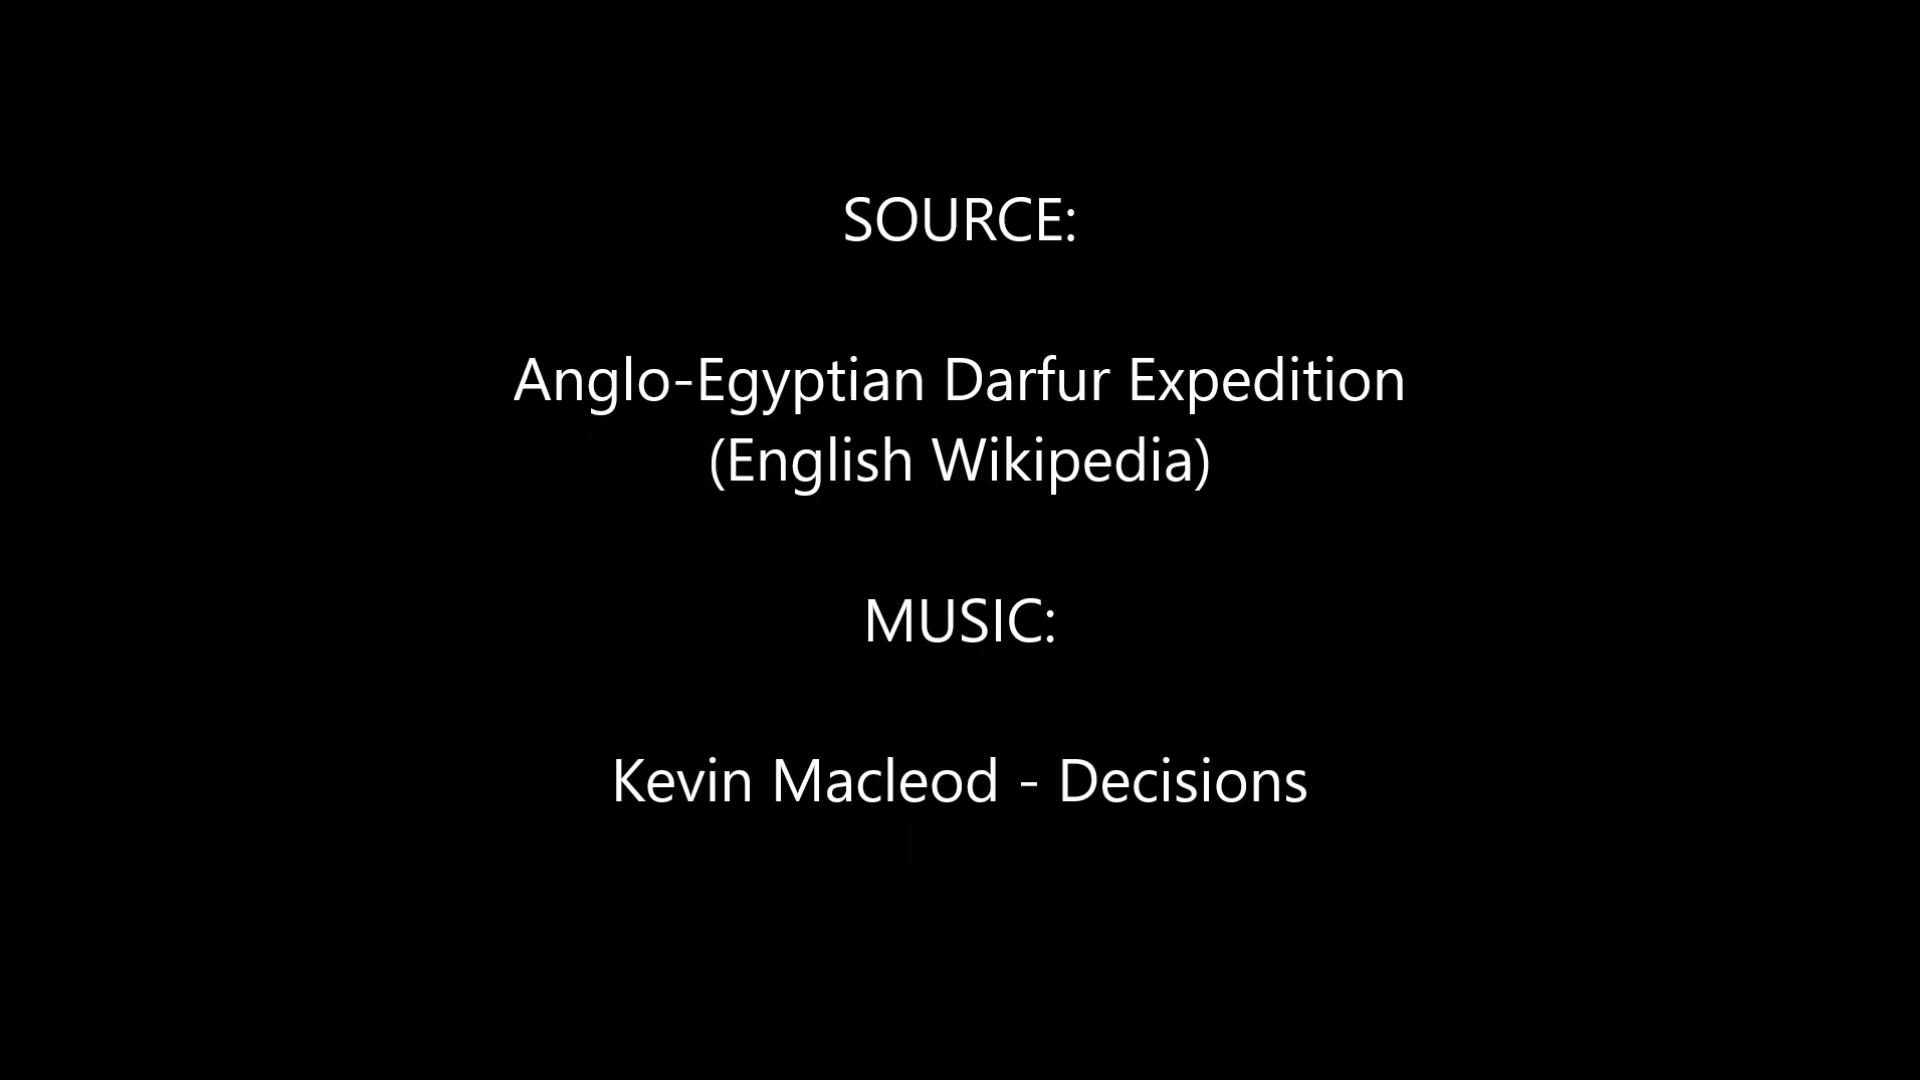 SOURCE:
Anglo-Egyptian Darfur Expedition
(English Wikipedia)
MUSIC:
Kevin Macleod - Decisions